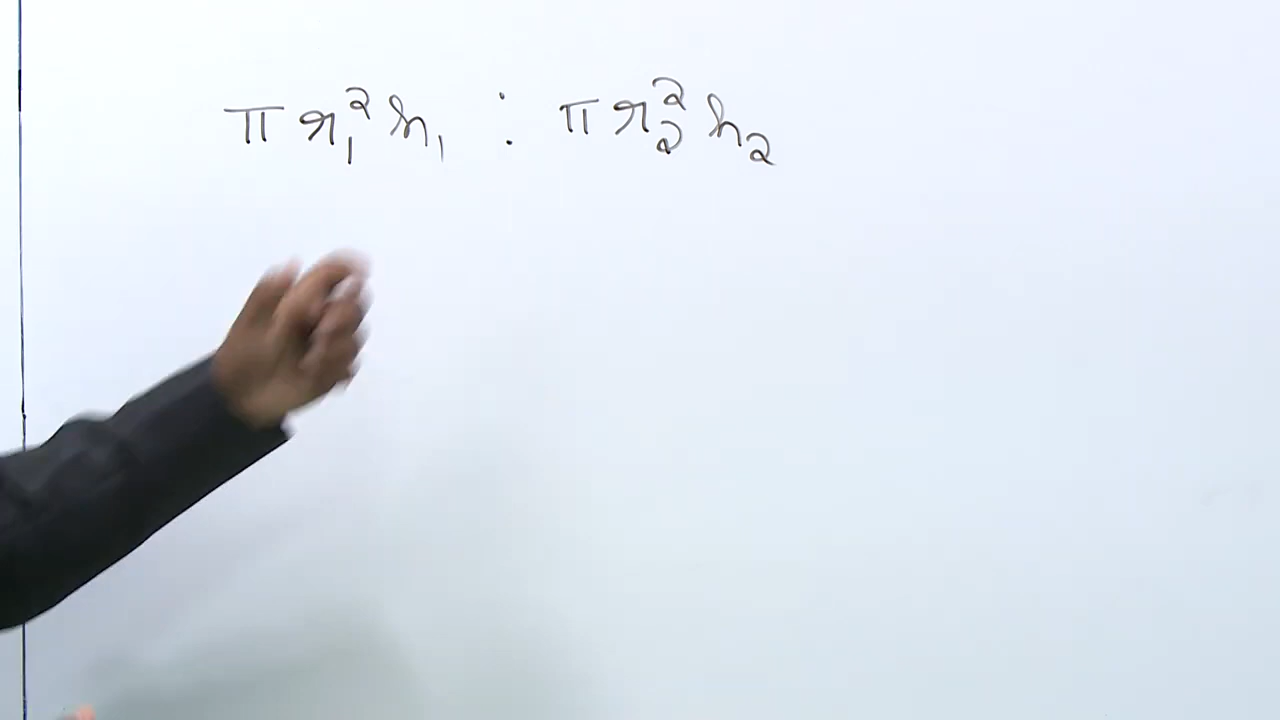 π r₁² h₁ : π r₂² h₂